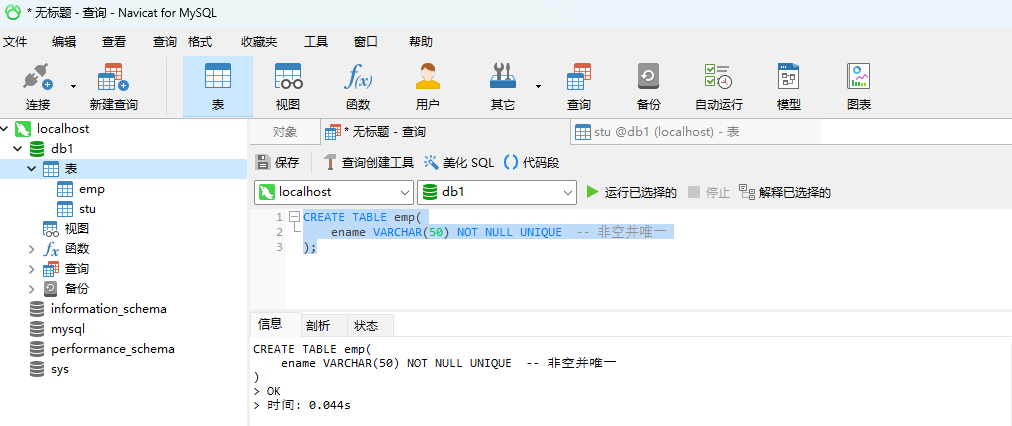 * 无标题 - 查询 - Navicat for MySQL
文件 编辑 查看 查询 格式 收藏夹 工具 窗口 帮助
连接 新建查询 表 视图 函数 用户 其它 查询 备份 自动运行 模型 图表
localhost
db1
表
emp
stu
视图
函数
查询
备份
information_schema
mysql
performance_schema
sys
对象 * 无标题 - 查询 stu @db1 (localhost) - 表
保存 查询创建工具 美化 SQL 代码段
localhost db1 运行已选择的 停止 解释已选择的
1 CREATE TABLE emp(
2 ename VARCHAR(50) NOT NULL UNIQUE -- 非空并唯一
3 );
信息 剖析 状态
CREATE TABLE emp(
ename VARCHAR(50) NOT NULL UNIQUE -- 非空并唯一
)
> OK
> 时间: 0.044s